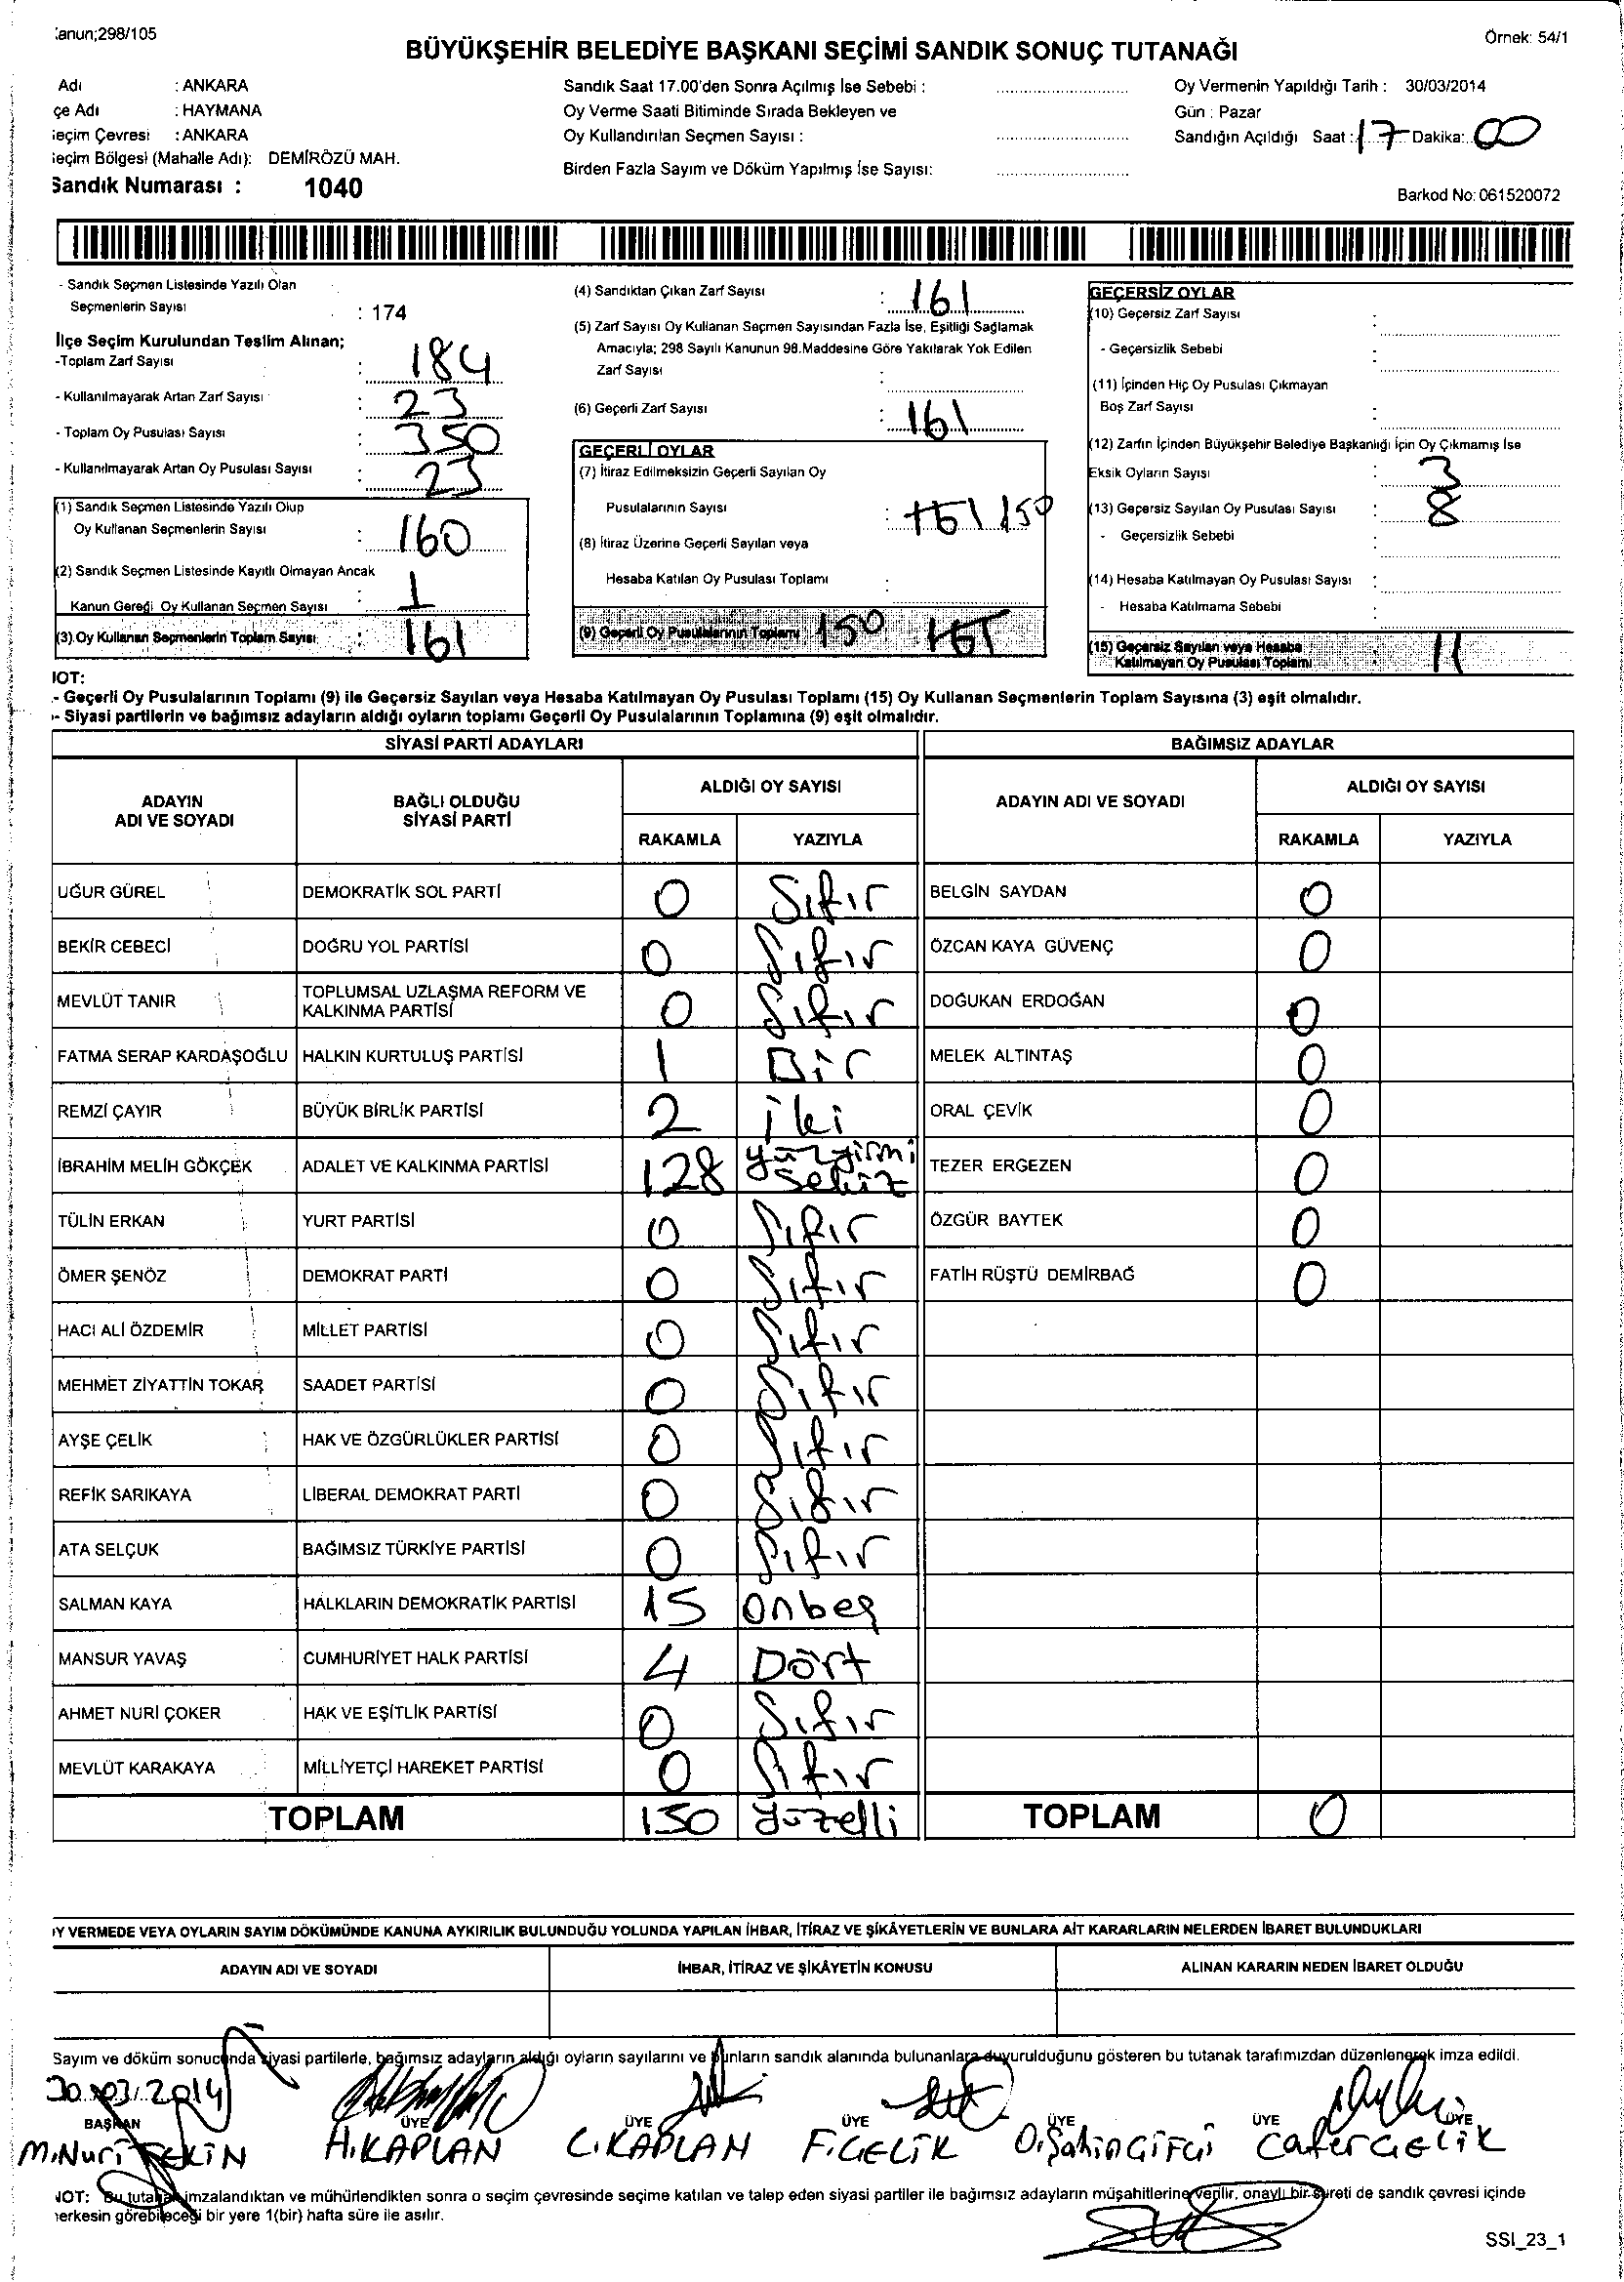 Kanun;298/105
Örnek: 54/1
BÜYÜKŞEHİR BELEDİYE BAŞKANI SEÇİMİ SANDIK SONUÇ TUTANAĞI
Adı : ANKARA
çe Adı : HAYMANA
eçim Çevresi : ANKARA
eçim Bölgesi (Mahalle Adı): DEMİRÖZÜ MAH.
Sandık Numarası : 1040
Sandık Saat 17.00'den Sonra Açılmış İse Sebebi :
Oy Verme Saati Bitiminde Sırada Bekleyen ve
Oy Kullandırılan Seçmen Sayısı :
Birden Fazla Sayım ve Döküm Yapılmış İse Sayısı:
Oy Vermenin Yapıldığı Tarih : 30/03/2014
Gün : Pazar
Sandığın Açıldığı Saat : 17 Dakika: 00
Barkod No: 061520072
- Sandık Seçmen Listesinde Yazılı Olan
Seçmenlerin Sayısı : 174
İlçe Seçim Kurulundan Teslim Alınan;
-Toplam Zarf Sayısı : 184
- Kullanılmayarak Artan Zarf Sayısı : 23
- Toplam Oy Pusulası Sayısı : 350
- Kullanılmayarak Artan Oy Pusulası Sayısı : 23
(1) Sandık Seçmen Listesinde Yazılı Olup
Oy Kullanan Seçmenlerin Sayısı : 160
(2) Sandık Seçmen Listesinde Kayıtlı Olmayan Ancak
Kanun Gereği Oy Kullanan Seçmen Sayısı : 1
(3) Oy Kullanan Seçmenlerin Toplam Sayısı: 161
(4) Sandıktan Çıkan Zarf Sayısı : 161
(5) Zarf Sayısı Oy Kullanan Seçmen Sayısından Fazla İse, Eşitliği Sağlamak
Amacıyla; 298 Sayılı Kanunun 98.Maddesine Göre Yakılarak Yok Edilen
Zarf Sayısı :
(6) Geçerli Zarf Sayısı : 161
GEÇERLİ OYLAR
(7) İtiraz Edilmeksizin Geçerli Sayılan Oy
Pusulalarının Sayısı : 161 150
(8) İtiraz Üzerine Geçerli Sayılan veya
Hesaba Katılan Oy Pusulası Toplamı :
(9) Geçerli Oy Pusulalarının Toplamı 150 161
GEÇERSİZ OYLAR
(10) Geçersiz Zarf Sayısı :
- Geçersizlik Sebebi :
(11) İçinden Hiç Oy Pusulası Çıkmayan
Boş Zarf Sayısı :
(12) Zarfın İçinden Büyükşehir Belediye Başkanlığı İçin Oy Çıkmamış İse
Eksik Oyların Sayısı : 3
(13) Geçersiz Sayılan Oy Pusulası Sayısı : 8
- Geçersizlik Sebebi :
(14) Hesaba Katılmayan Oy Pusulası Sayısı :
- Hesaba Katılmama Sebebi :
(15) Geçersiz Sayılan veya Hesaba
Katılmayan Oy Pusulası Toplamı : 11
NOT:
- Geçerli Oy Pusulalarının Toplamı (9) ile Geçersiz Sayılan veya Hesaba Katılmayan Oy Pusulası Toplamı (15) Oy Kullanan Seçmenlerin Toplam Sayısına (3) eşit olmalıdır.
- Siyasi partilerin ve bağımsız adayların aldığı oyların toplamı Geçerli Oy Pusulalarının Toplamına (9) eşit olmalıdır.
SİYASİ PARTİ ADAYLARI
ADAYIN ADI VE SOYADI BAĞLI OLDUĞU SİYASİ PARTİ ALDIĞI OY SAYISI
RAKAMLA YAZIYLA
BAĞIMSIZ ADAYLAR
ADAYIN ADI VE SOYADI ALDIĞI OY SAYISI
RAKAMLA YAZIYLA
UĞUR GÜREL DEMOKRATİK SOL PARTİ 0 Sıfır BELGİN SAYDAN 0
BEKİR CEBECİ DOĞRU YOL PARTİSİ 0 Sıfır ÖZCAN KAYA GÜVENÇ 0
MEVLÜT TANIR TOPLUMSAL UZLAŞMA REFORM VE KALKINMA PARTİSİ 0 Sıfır DOĞUKAN ERDOĞAN 0
FATMA SERAP KARDAŞOĞLU HALKIN KURTULUŞ PARTİSİ 1 Bir MELEK ALTINTAŞ 0
REMZİ ÇAYIR BÜYÜK BİRLİK PARTİSİ 2 iki ORAL ÇEVİK 0
İBRAHİM MELİH GÖKÇEK ADALET VE KALKINMA PARTİSİ 128 yüzyirmi sekiz TEZER ERGEZEN 0
TÜLİN ERKAN YURT PARTİSİ 0 Sıfır ÖZGÜR BAYTEK 0
ÖMER ŞENÖZ DEMOKRAT PARTİ 0 Sıfır FATİH RÜŞTÜ DEMİRBAĞ 0
HACI ALİ ÖZDEMİR MİLLET PARTİSİ 0 Sıfır
MEHMET ZİYATTİN TOKAR SAADET PARTİSİ 0 Sıfır
AYŞE ÇELİK HAK VE ÖZGÜRLÜKLER PARTİSİ 0 Sıfır
REFİK SARIKAYA LİBERAL DEMOKRAT PARTİ 0 Sıfır
ATA SELÇUK BAĞIMSIZ TÜRKİYE PARTİSİ 0 Sıfır
SALMAN KAYA HALKLARIN DEMOKRATİK PARTİSİ 15 onbeş
MANSUR YAVAŞ CUMHURİYET HALK PARTİSİ 4 Dört
AHMET NURİ ÇOKER HAK VE EŞİTLİK PARTİSİ 0 Sıfır
MEVLÜT KARAKAYA MİLLİYETÇİ HAREKET PARTİSİ 0 Sıfır
TOPLAM 150 yüzelli TOPLAM 0
OY VERMEDE VEYA OYLARIN SAYIM DÖKÜMÜNDE KANUNA AYKIRILIK BULUNDUĞU YOLUNDA YAPILAN İHBAR, İTİRAZ VE ŞİKÂYETLERİN VE BUNLARA AİT KARARLARIN NELERDEN İBARET BULUNDUKLARI
ADAYIN ADI VE SOYADI İHBAR, İTİRAZ VE ŞİKÂYETİN KONUSU ALINAN KARARIN NEDEN İBARET OLDUĞU
Sayım ve döküm sonucunda siyasi partilerle, bağımsız adayların aldığı oyların sayılarını ve bunların sandık alanında bulunanlara duyurulduğunu gösteren bu tutanak tarafımızdan düzenlenerek imza edildi.
30.03.2014
BAŞKAN ÜYE ÜYE ÜYE ÜYE ÜYE ÜYE
M.Nuri TEKİN H.KAPLAN C.KAPLAN F.ÇELİK O.Şahin ÇİFÇİ Cafer ÇELİK
NOT: Bu tutanak imzalandıktan ve mühürlendikten sonra o seçim çevresinde seçime katılan ve talep eden siyasi partiler ile bağımsız adayların müşahitlerine verilir, onaylı bir sureti de sandık çevresi içinde
herkesin görebileceği bir yere 1(bir) hafta süre ile asılır.
SSI_23_1